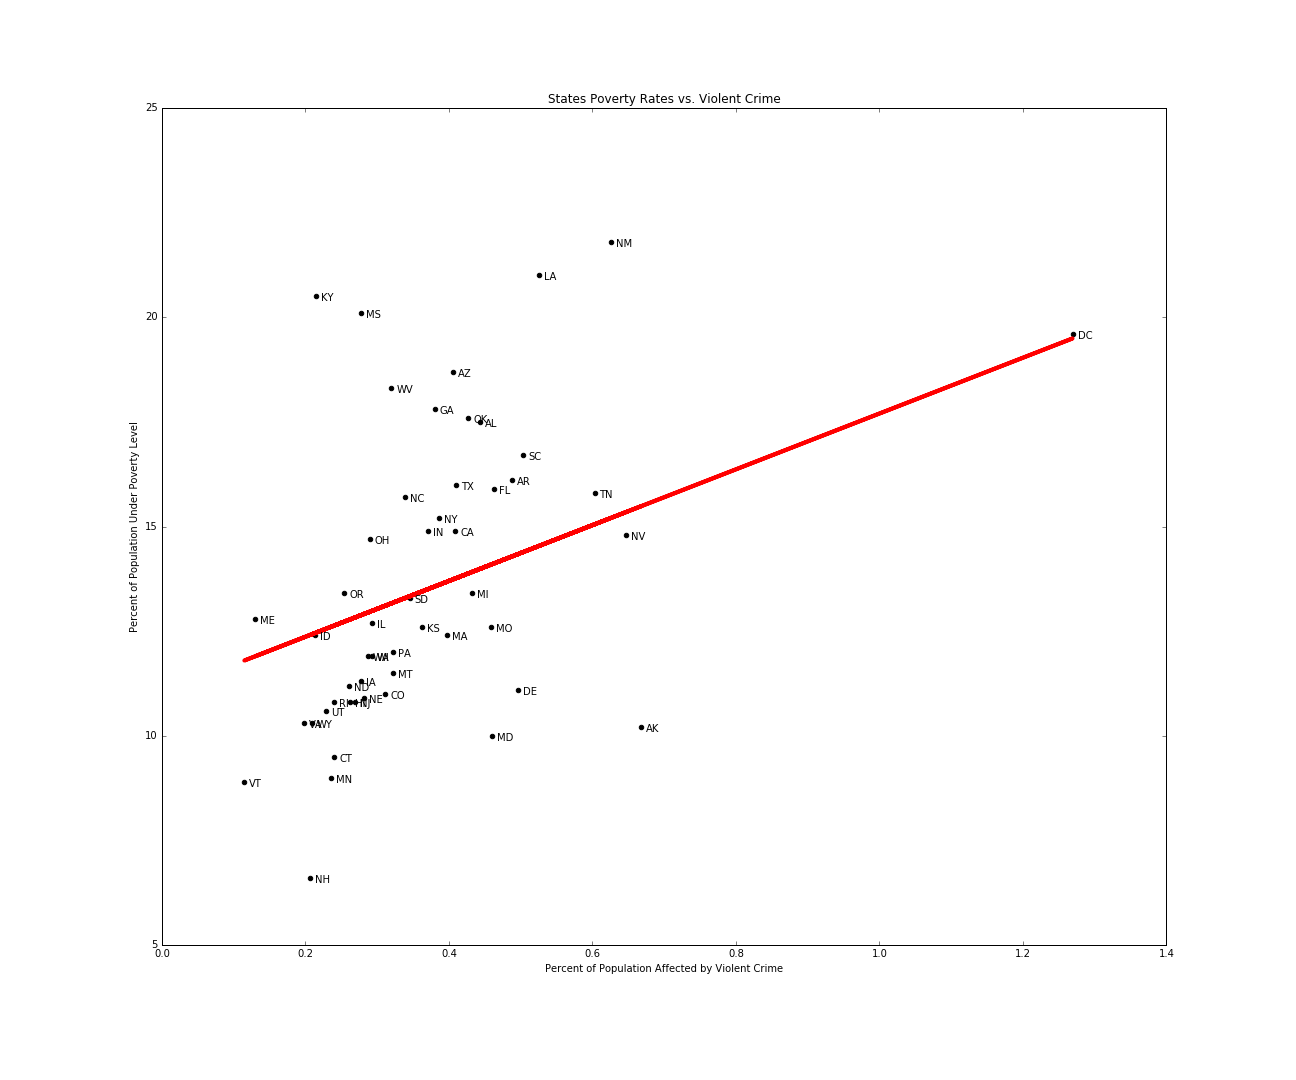 States Poverty Rates vs. Violent Crime
25
NM
LA
KY
MS
20
DC
AZ
WV
GA
OK
AL
SC
AR
TX
FL
TN
NC
NY
15
IN
CA
NV
OH
OR
MI
SD
ME
IL
KS
MO
ID
MA
PA
WI
MT
IA
ND
DE
NE
CO
RI
HI
NJ
UT
VA
WY
AK
10
MD
CT
MN
VT
NH
5
0.0
0.2
0.4
0.6
0.8
1.0
1.2
1.4
Percent of Population Affected by Violent Crime
Percent of Population Under Poverty Level